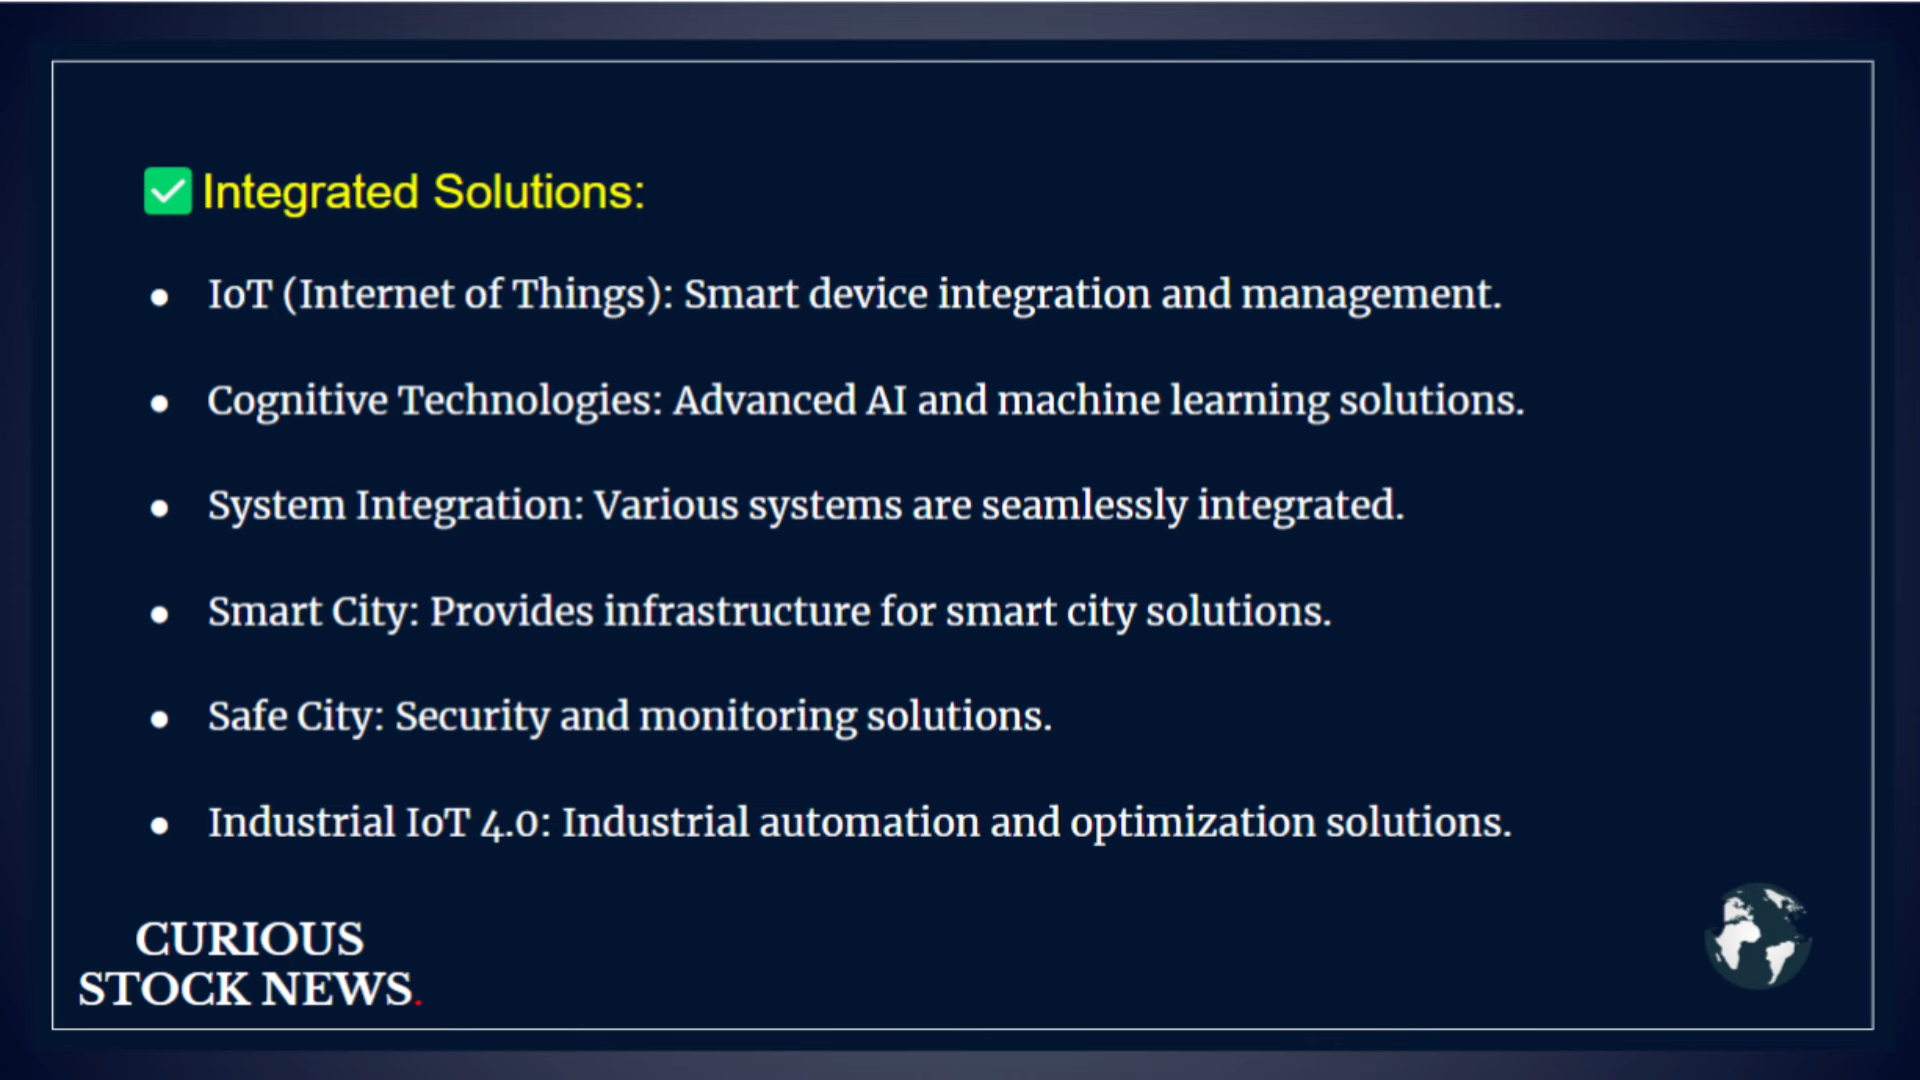 ✅ Integrated Solutions:
● IoT (Internet of Things): Smart device integration and management.
● Cognitive Technologies: Advanced AI and machine learning solutions.
● System Integration: Various systems are seamlessly integrated.
● Smart City: Provides infrastructure for smart city solutions.
● Safe City: Security and monitoring solutions.
● Industrial IoT 4.0: Industrial automation and optimization solutions.
CURIOUS
STOCK NEWS.